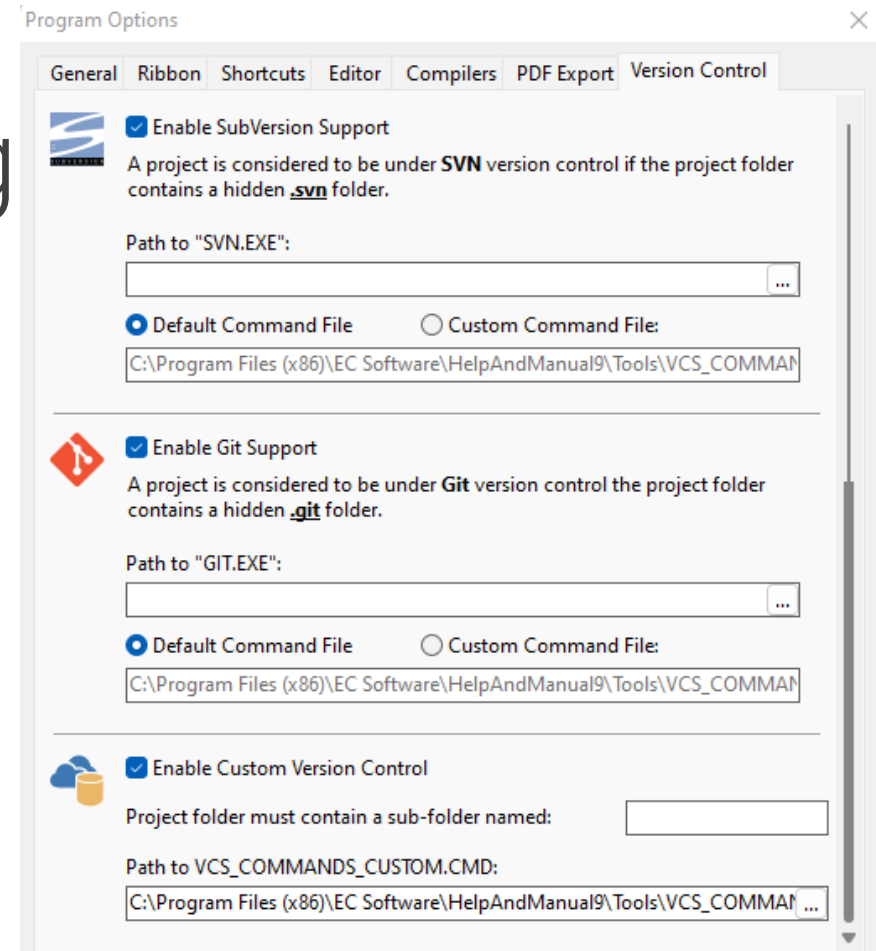 Program Options
General Ribbon Shortcuts Editor Compilers PDF Export Version Control
g
SUBVERSION
Enable SubVersion Support
A project is considered to be under SVN version control if the project folder
contains a hidden .svn folder.
Path to "SVN.EXE":
...
Default Command File Custom Command File:
C:\Program Files (x86)\EC Software\HelpAndManual9\Tools\VCS_COMMAN
Enable Git Support
A project is considered to be under Git version control the project folder
contains a hidden .git folder.
Path to "GIT.EXE":
...
Default Command File Custom Command File:
C:\Program Files (x86)\EC Software\HelpAndManual9\Tools\VCS_COMMAN
Enable Custom Version Control
Project folder must contain a sub-folder named:
Path to VCS_COMMANDS_CUSTOM.CMD:
C:\Program Files (x86)\EC Software\HelpAndManual9\Tools\VCS_COMMAN ...